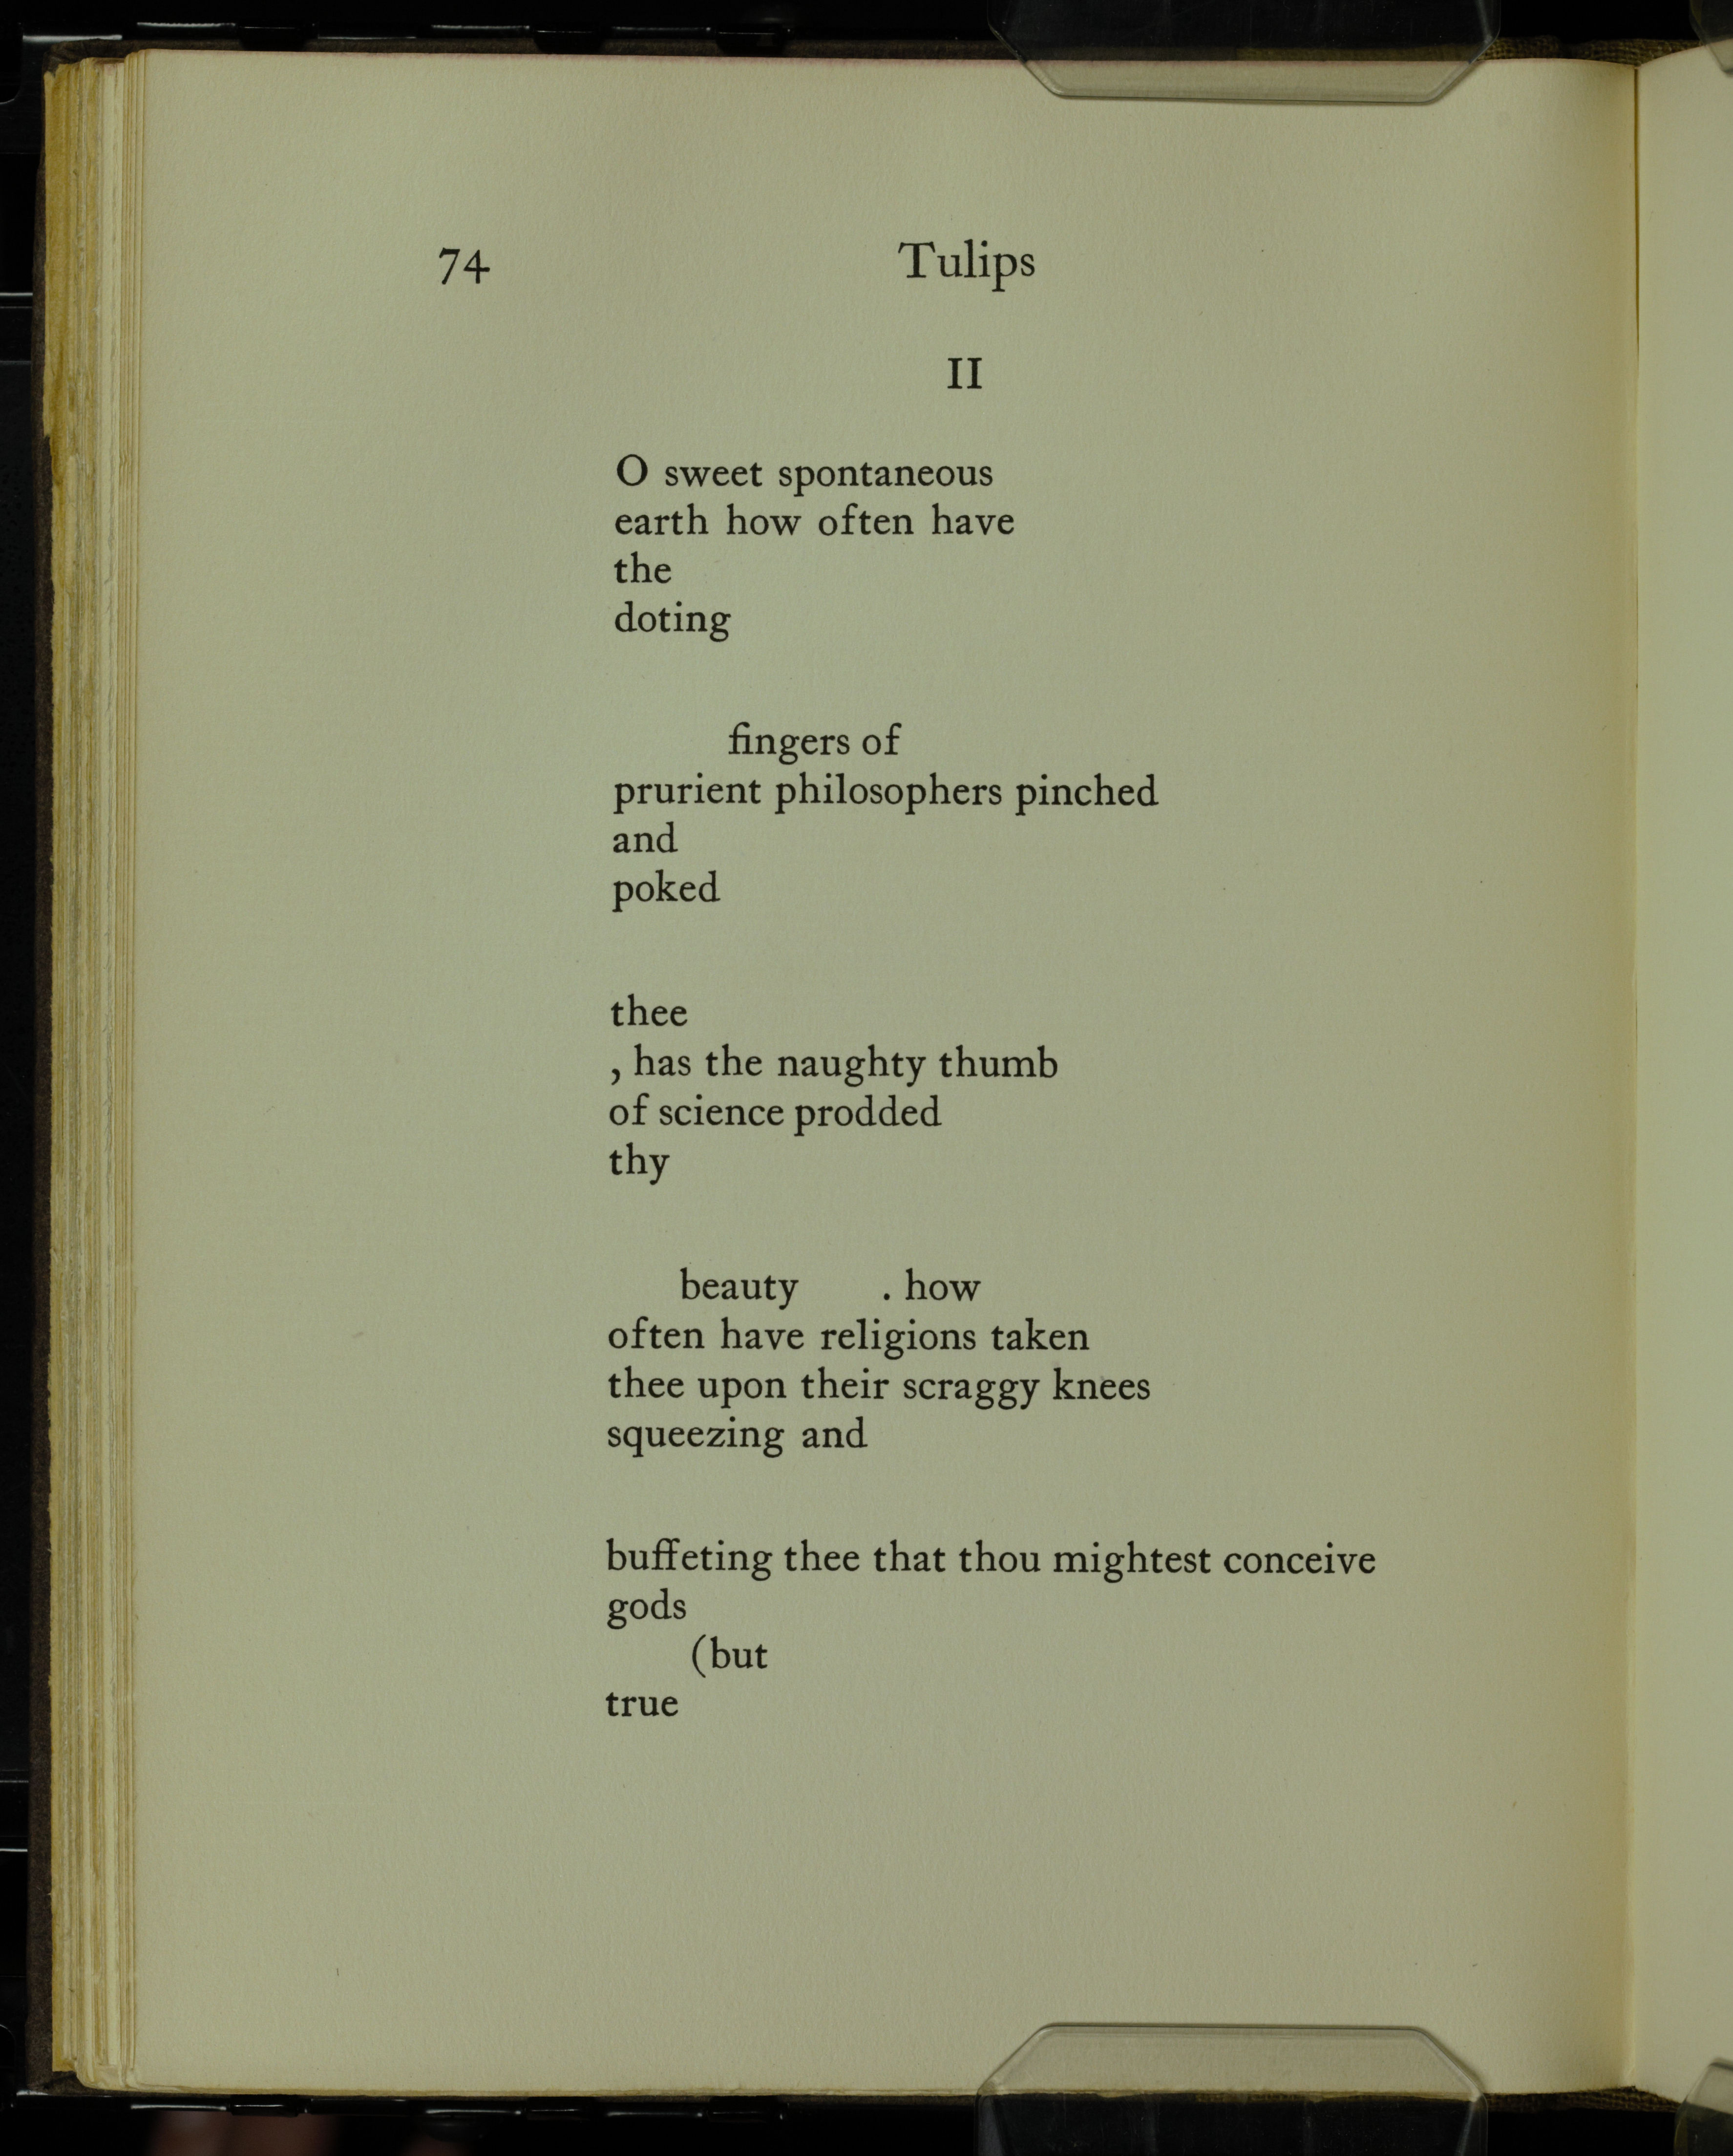 74 Tulips
II
O sweet spontaneous
earth how often have
the
doting
fingers of
prurient philosophers pinched
and
poked
thee
, has the naughty thumb
of science prodded
thy
beauty . how
often have religions taken
thee upon their scraggy knees
squeezing and
buffeting thee that thou mightest conceive
gods
(but
true